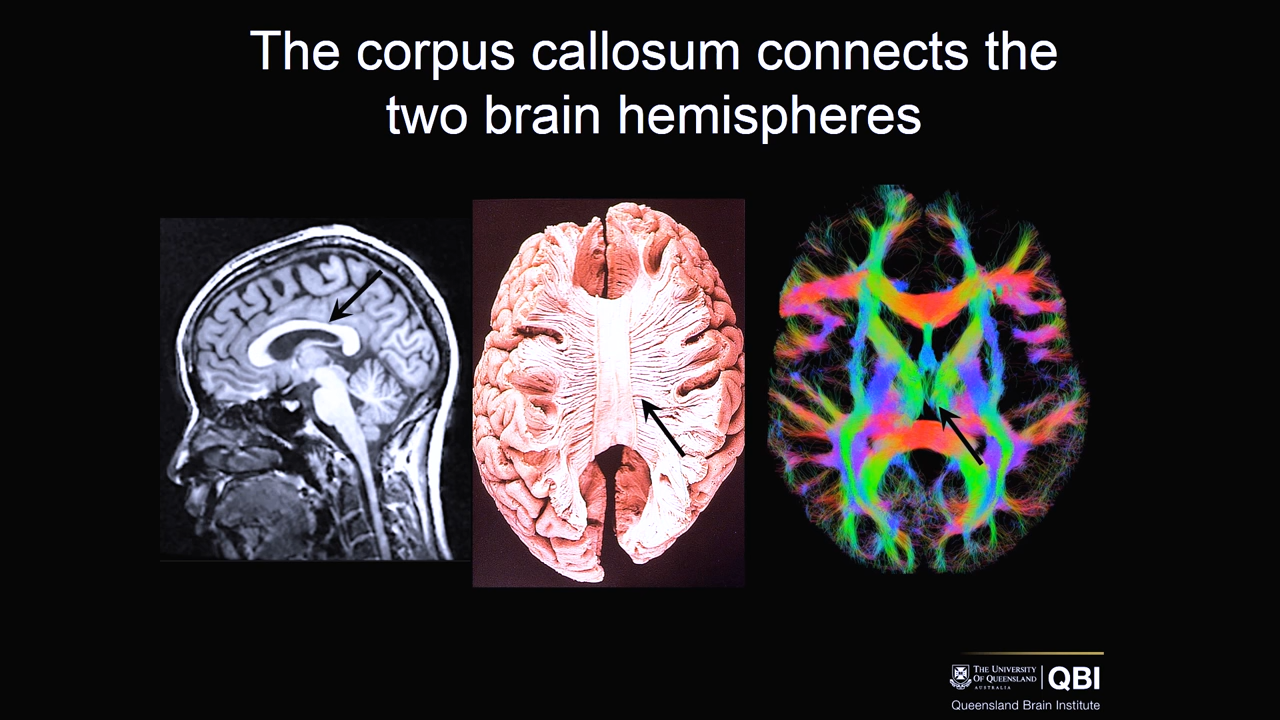 The corpus callosum connects the
two brain hemispheres
THE UNIVERSITY
OF QUEENSLAND
AUSTRALIA
QBI
Queensland Brain Institute